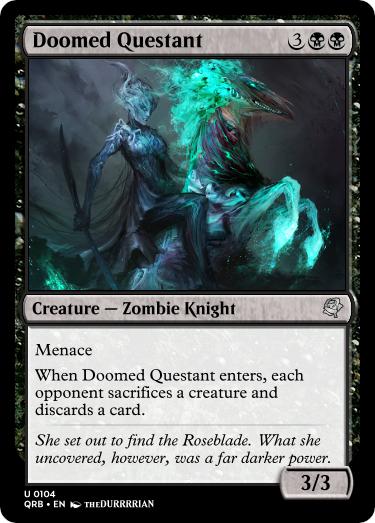 Doomed Questant 3
Creature — Zombie Knight
Menace
When Doomed Questant enters, each
opponent sacrifices a creature and
discards a card.
She set out to find the Roseblade. What she
uncovered, however, was a far darker power.
3/3
U 0104
QRB • EN THEDURRRRIAN